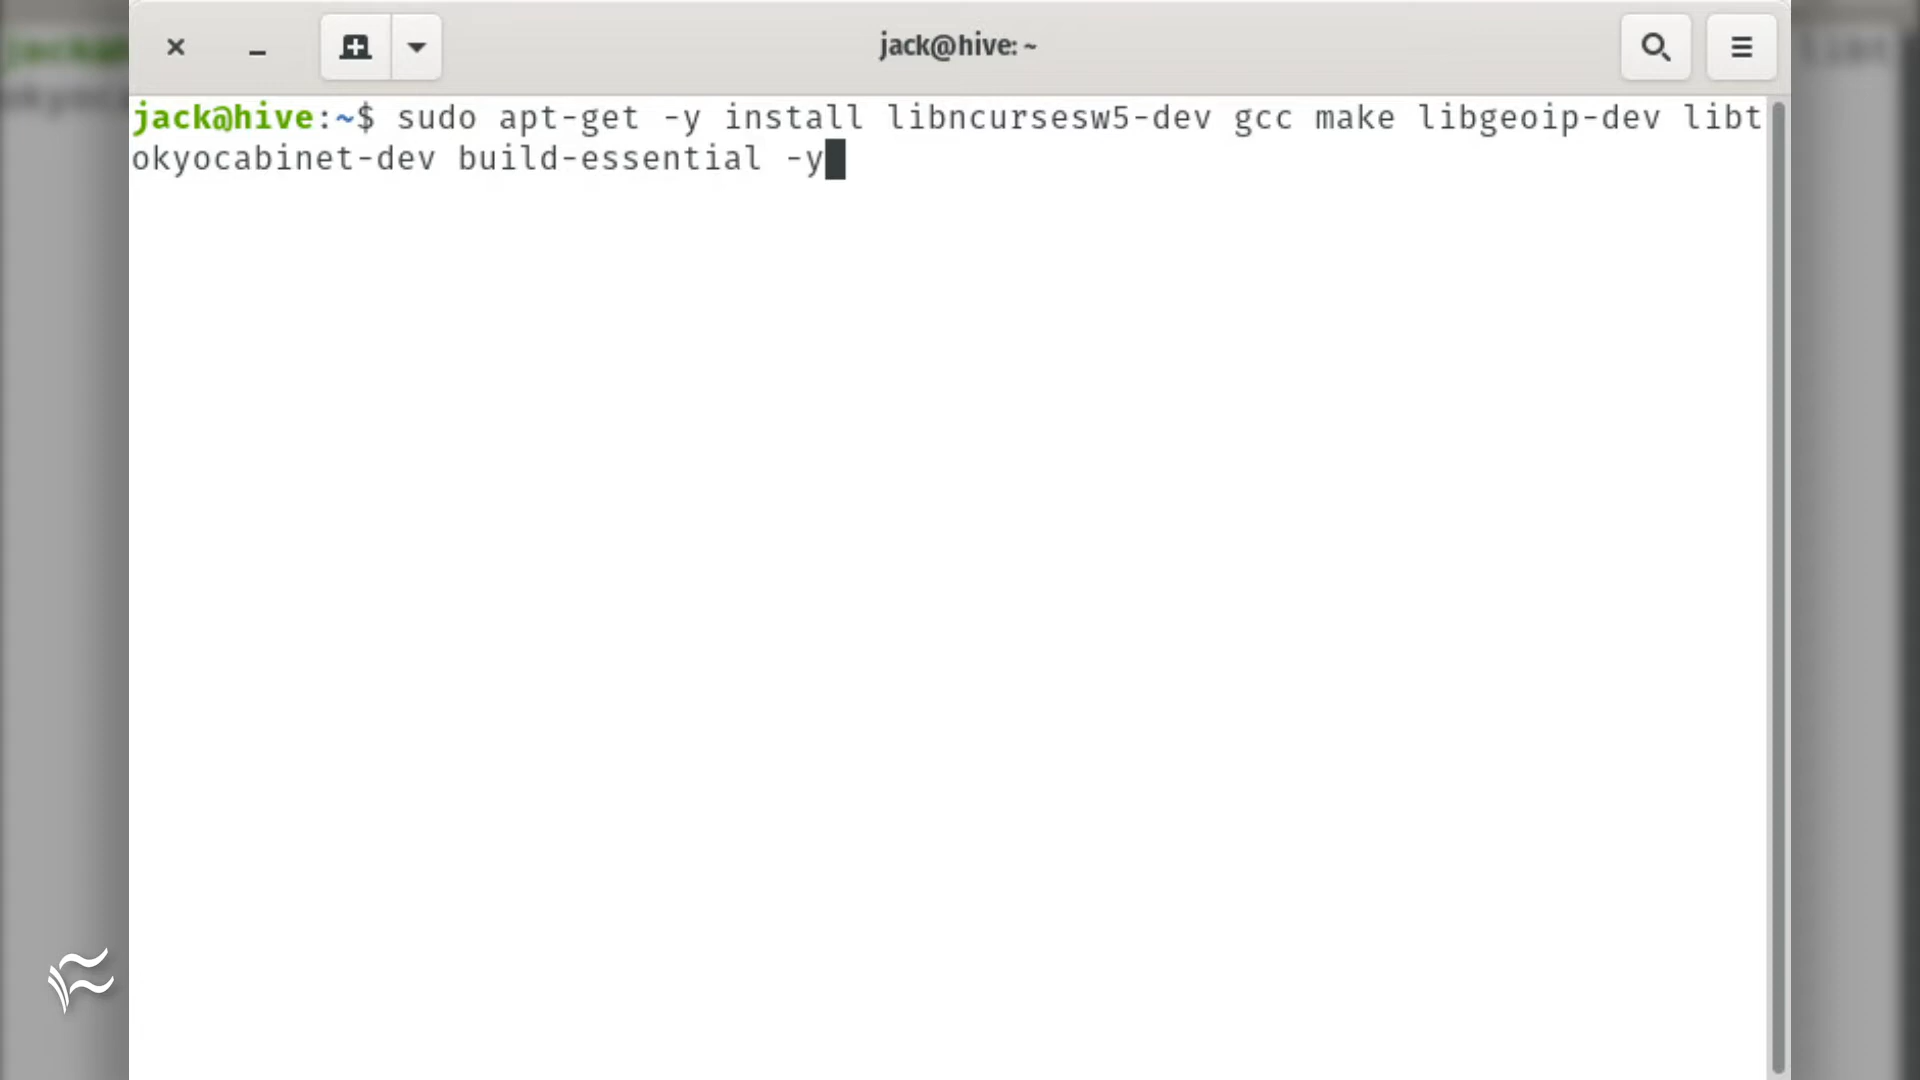 jack@hive: ~
jack@hive:~$ sudo apt-get -y install libncursesw5-dev gcc make libgeoip-dev libt
okyocabinet-dev build-essential -y